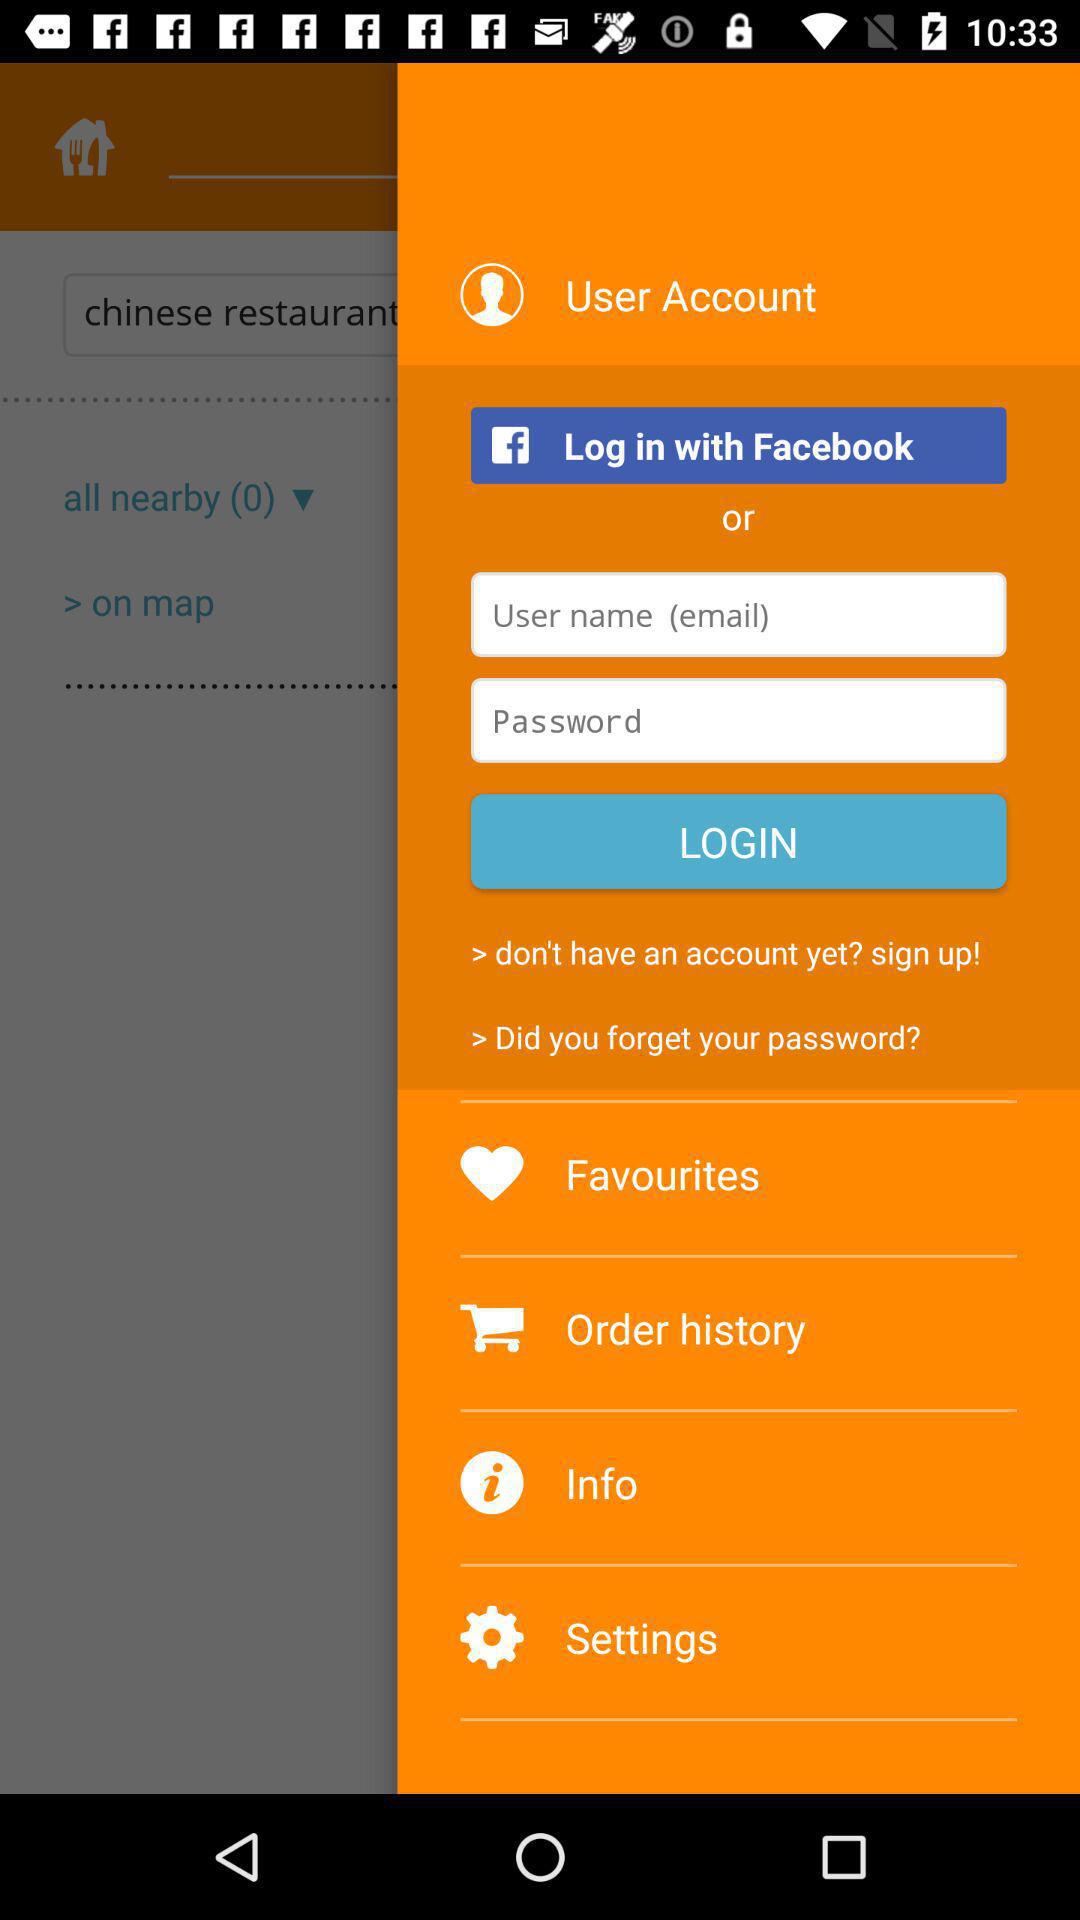 FAKE
10:33
chinese restaurant
all nearby (0) ▼
> on map
User Account
Log in with Facebook
or
User name (email)
Password
LOGIN
> don't have an account yet? sign up!
> Did you forget your password?
Favourites
Order history
Info
Settings